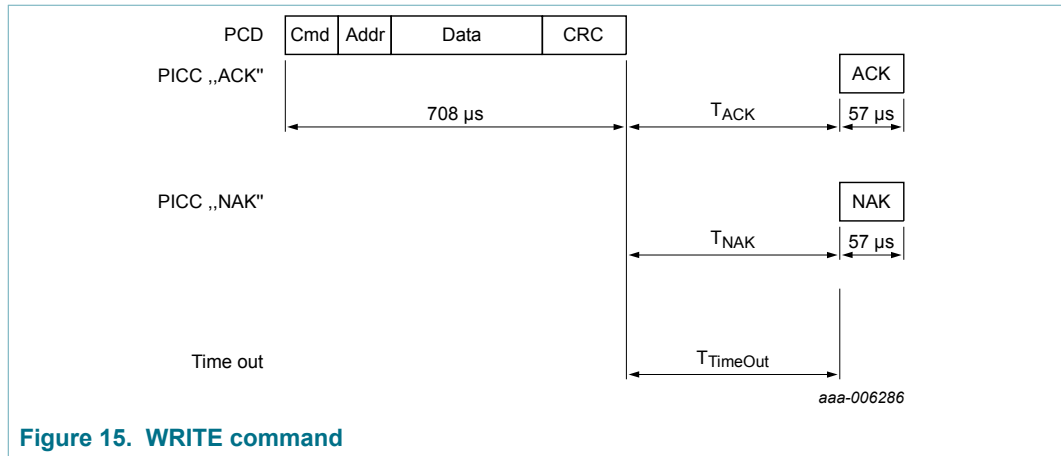 PCD Cmd Addr Data CRC
PICC ,,ACK" ACK
708 µs TACK 57 µs
PICC ,,NAK" NAK
TNAK 57 µs
Time out TTimeOut
aaa-006286
Figure 15. WRITE command